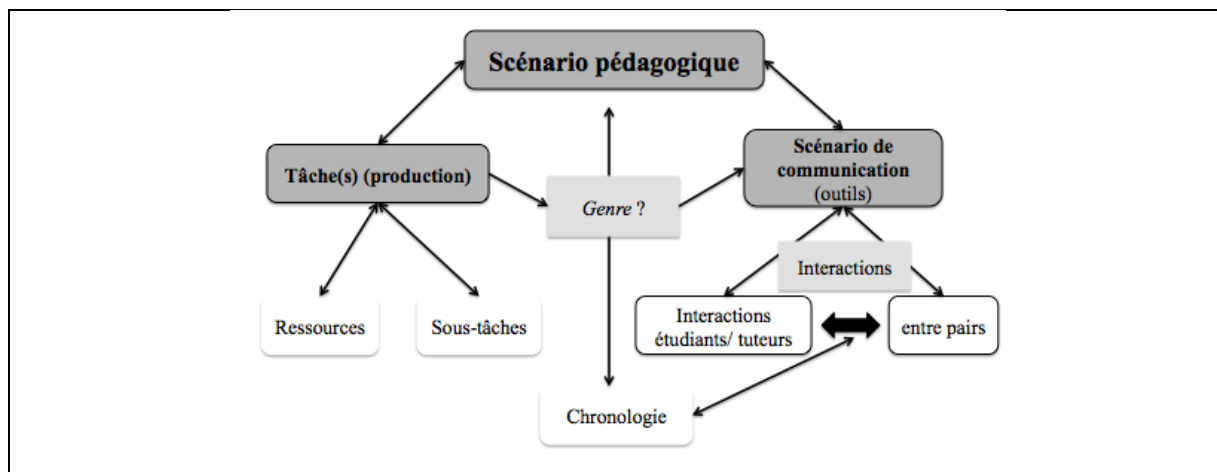 Scénario pédagogique
Tâche(s) (production)
Genre ?
Scénario de
communication
(outils)
Interactions
Ressources
Sous-tâches
Interactions
étudiants/ tuteurs
entre pairs
Chronologie